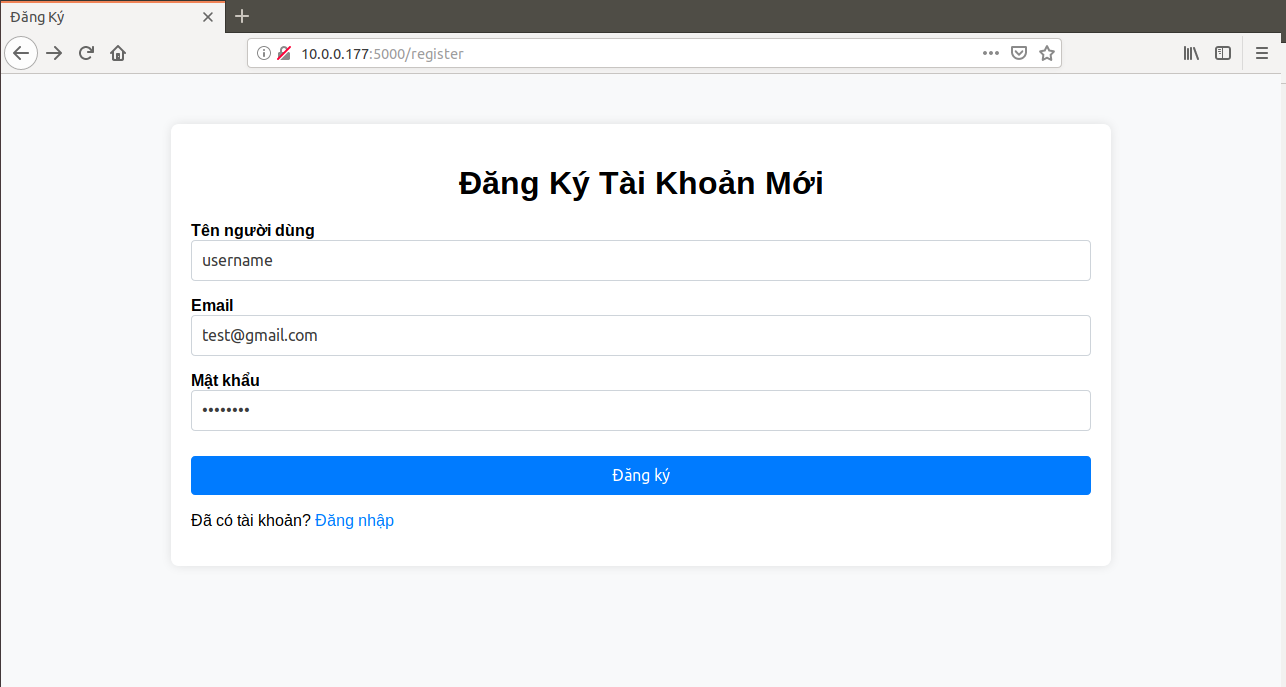 Đăng Ký
10.0.0.177:5000/register
Đăng Ký Tài Khoản Mới
Tên người dùng
username
Email
test@gmail.com
Mật khẩu
••••••••
Đăng ký
Đã có tài khoản? Đăng nhập